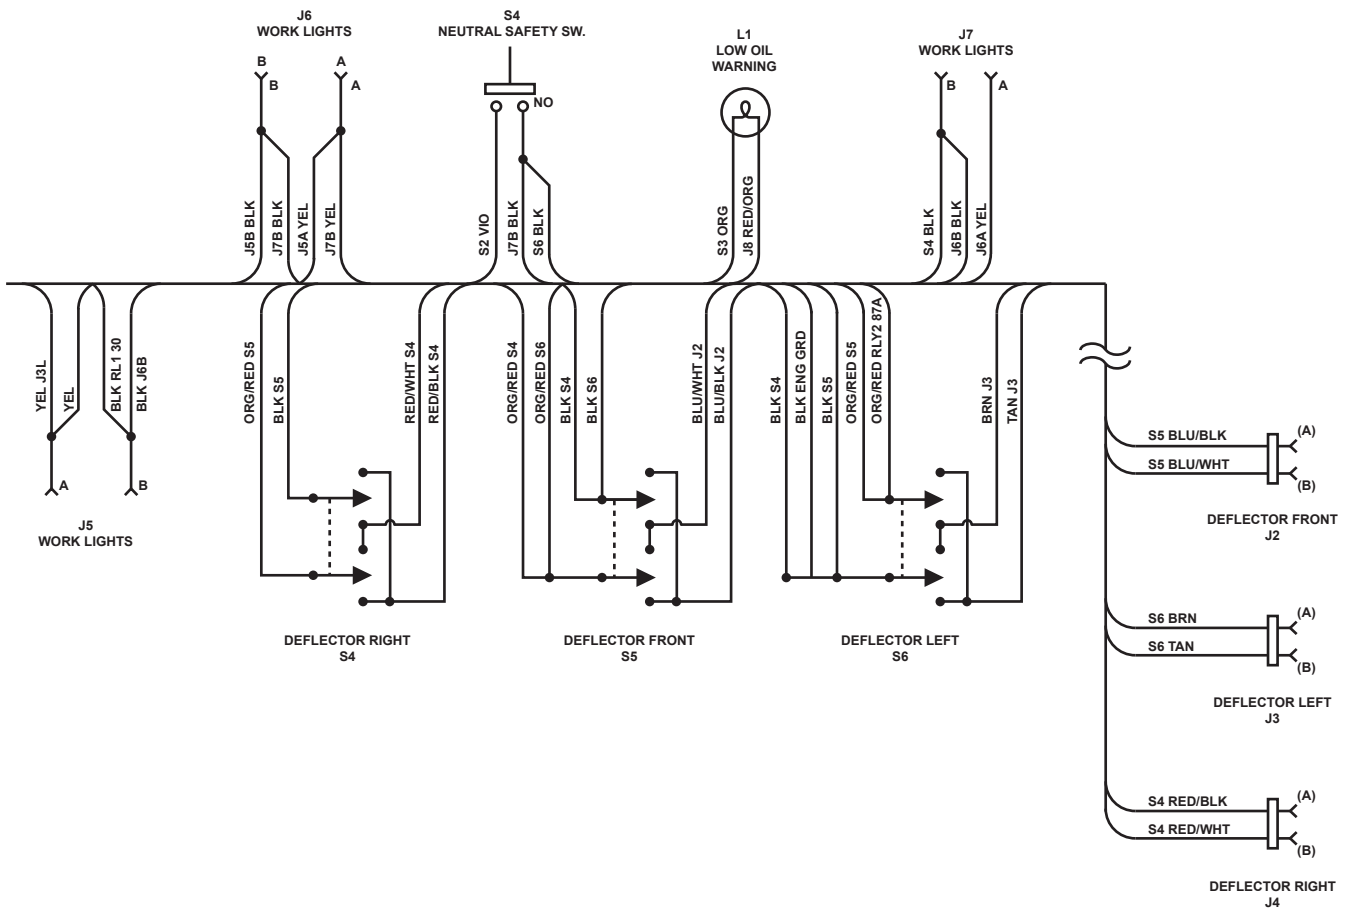 J6
WORK LIGHTS
B
A
B
A
J5B BLK
J7B BLK
J5A YEL
J7B YEL
S4
NEUTRAL SAFETY SW.
NO
S2 VIO
J7B BLK
S6 BLK
L1
LOW OIL
WARNING
S3 ORG
J8 RED/ORG
J7
WORK LIGHTS
B
A
S4 BLK
J6B BLK
J6A YEL
YEL J3L
YEL
BLK RL1 30
BLK J6B
A
B
J5
WORK LIGHTS
ORG/RED S5
BLK S5
RED/WHT S4
RED/BLK S4
DEFLECTOR RIGHT
S4
ORG/RED S4
ORG/RED S6
BLK S4
BLK S6
BLU/WHT J2
BLU/BLK J2
DEFLECTOR FRONT
S5
BLK S4
BLK ENG GRD
BLK S5
ORG/RED S5
ORG/RED RLY2 87A
BRN J3
TAN J3
DEFLECTOR LEFT
S6
S5 BLU/BLK
(A)
S5 BLU/WHT
(B)
DEFLECTOR FRONT
J2
S6 BRN
(A)
S6 TAN
(B)
DEFLECTOR LEFT
J3
S4 RED/BLK
(A)
S4 RED/WHT
(B)
DEFLECTOR RIGHT
J4